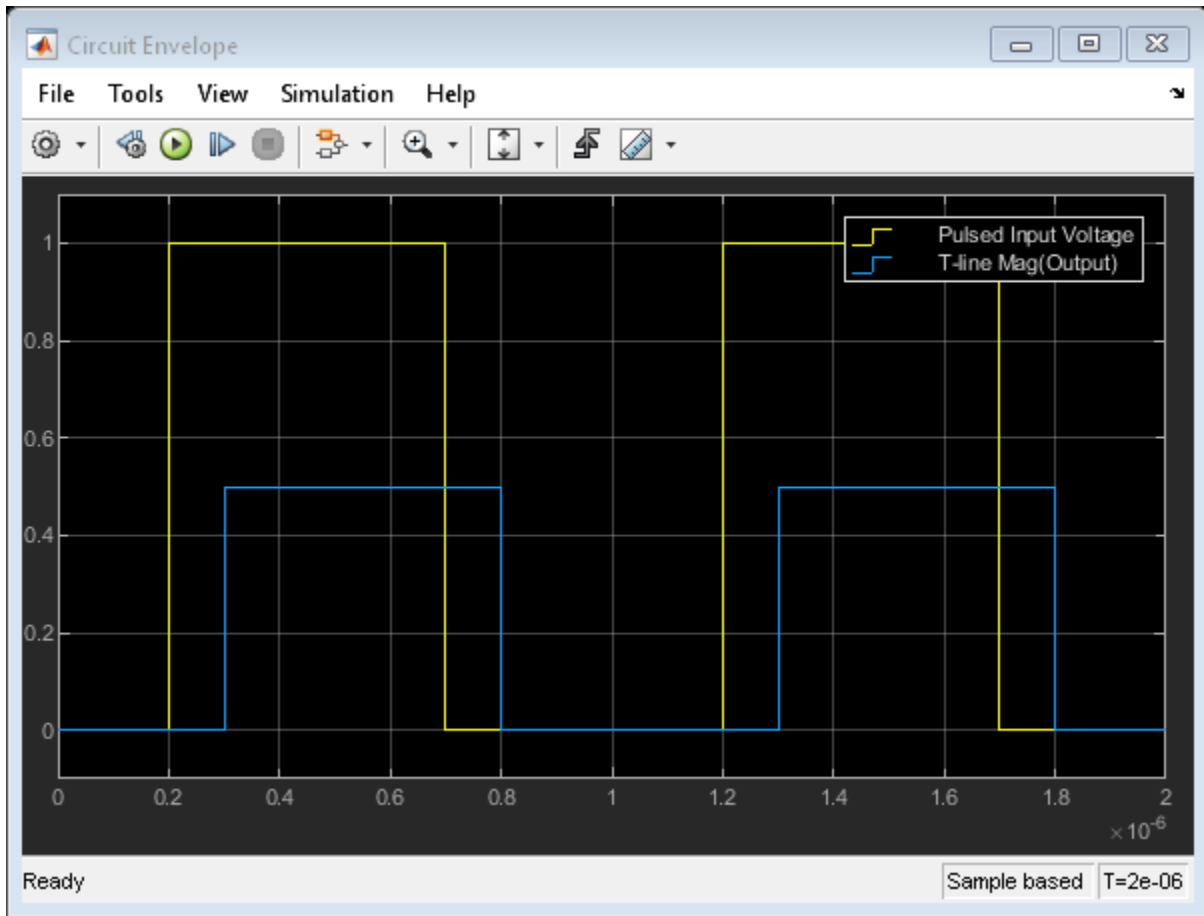 Circuit Envelope
File Tools View Simulation Help
Pulsed Input Voltage
T-line Mag(Output)
1
0.8
0.6
0.4
0.2
0
0 0.2 0.4 0.6 0.8 1 1.2 1.4 1.6 1.8 2
×10⁻⁶
Ready Sample based T=2e-06